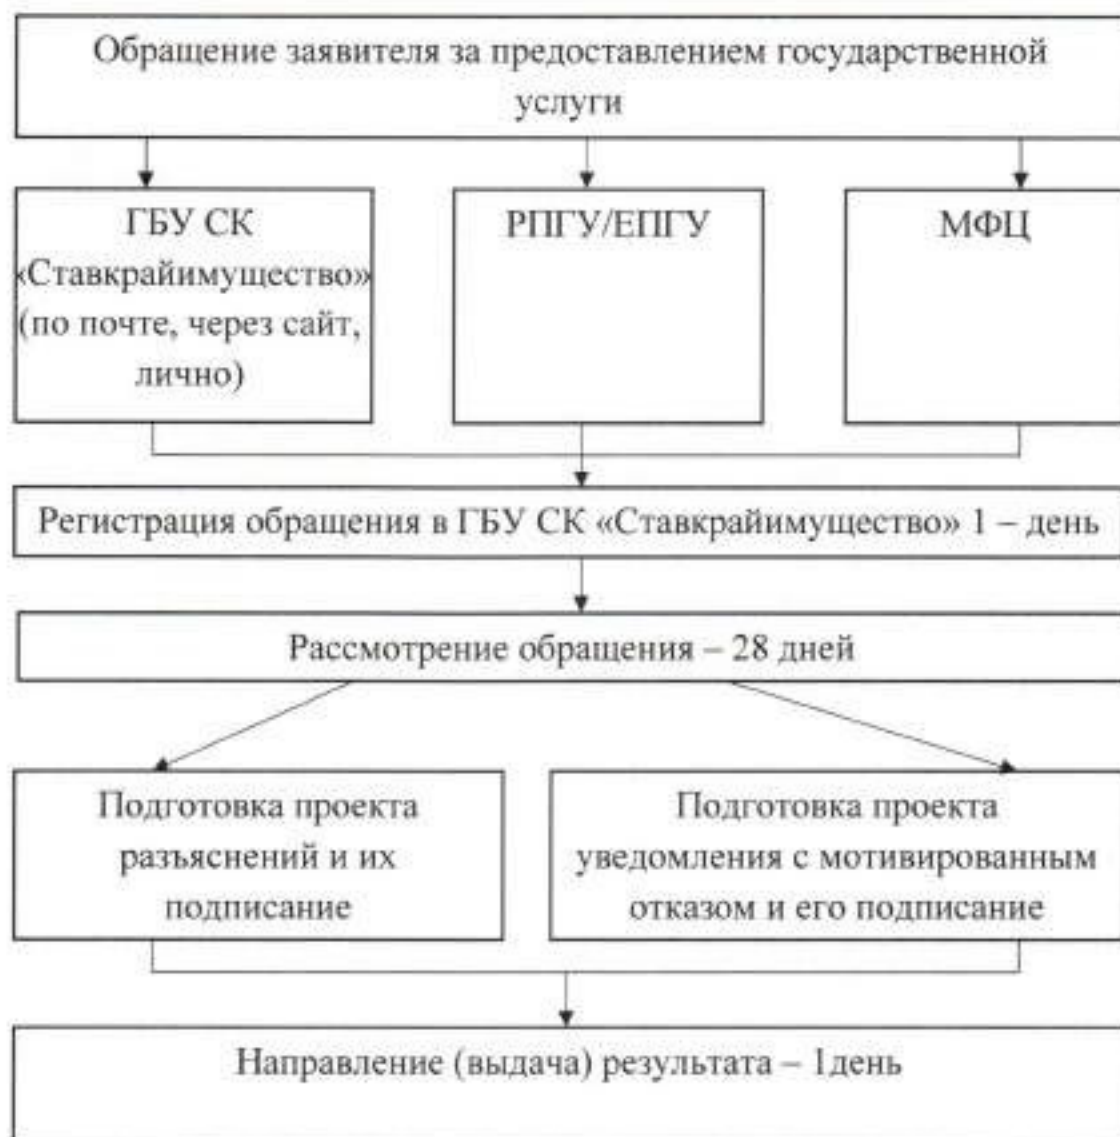 Обращение заявителя за предоставлением государственной
услуги
ГБУ СК
«Ставкрайимущество»
(по почте, через сайт,
лично)
РПГУ/ЕПГУ
МФЦ
Регистрация обращения в ГБУ СК «Ставкрайимущество» 1 – день
Рассмотрение обращения – 28 дней
Подготовка проекта
разъяснений и их
подписание
Подготовка проекта
уведомления с мотивированным
отказом и его подписание
Направление (выдача) результата – 1день